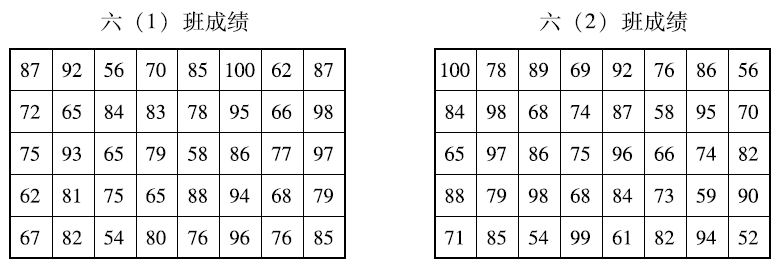 六（1）班成绩
87 92 56 70 85 100 62 87
72 65 84 83 78 95 66 98
75 93 65 79 58 86 77 97
62 81 75 65 88 94 68 79
67 82 54 80 76 96 76 85
六（2）班成绩
100 78 89 69 92 76 86 56
84 98 68 74 87 58 95 70
65 97 86 75 96 66 74 82
88 79 98 68 84 73 59 90
71 85 54 99 61 82 94 52